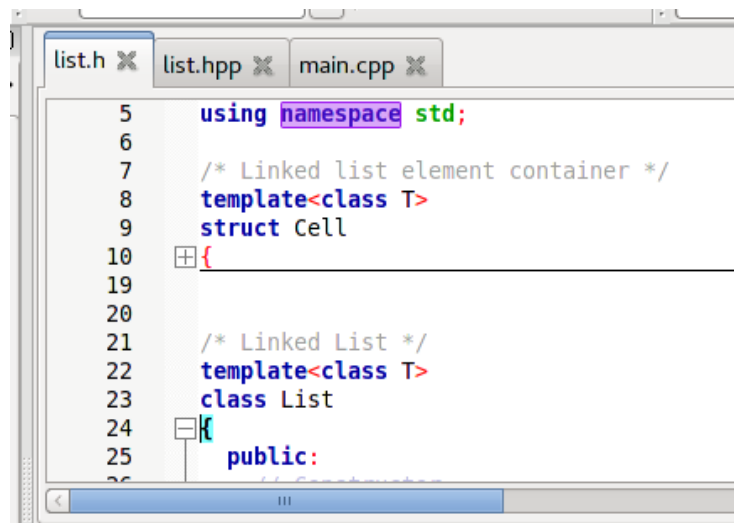 list.h list.hpp main.cpp
5 using namespace std;
6
7 /* Linked list element container */
8 template<class T>
9 struct Cell
10 {
19
20
21 /* Linked List */
22 template<class T>
23 class List
24 {
25 public: